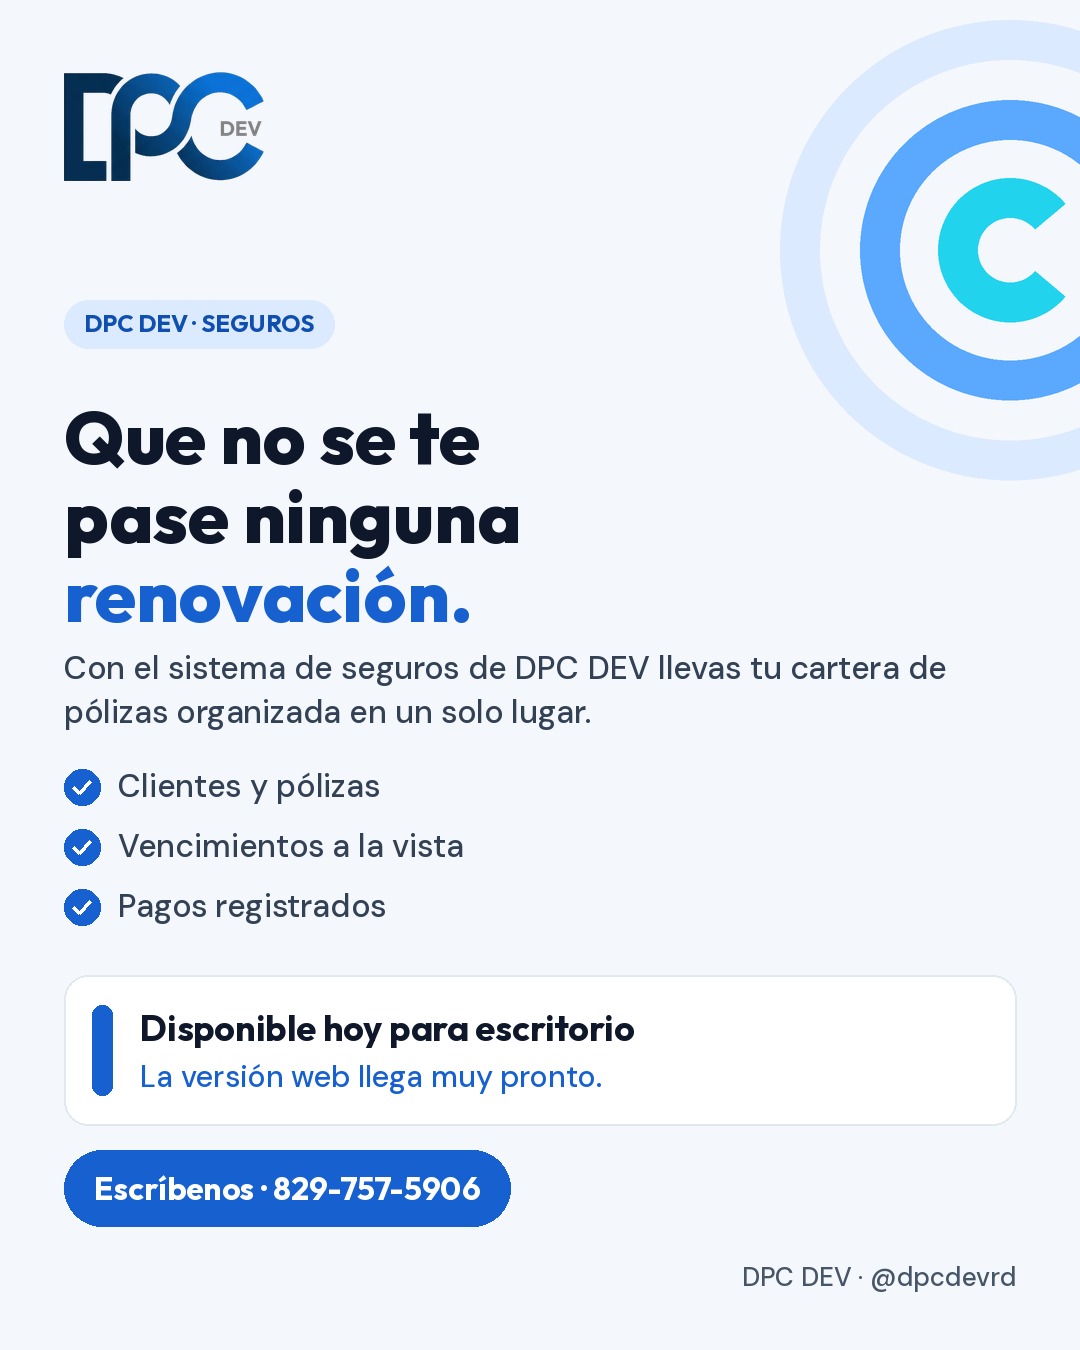 DPC
DEV
DPC DEV · SEGUROS
Que no se te
pase ninguna
renovación.
Con el sistema de seguros de DPC DEV llevas tu cartera de
pólizas organizada en un solo lugar.
Clientes y pólizas
Vencimientos a la vista
Pagos registrados
Disponible hoy para escritorio
La versión web llega muy pronto.
Escríbenos · 829-757-5906
DPC DEV · @dpcdevrd